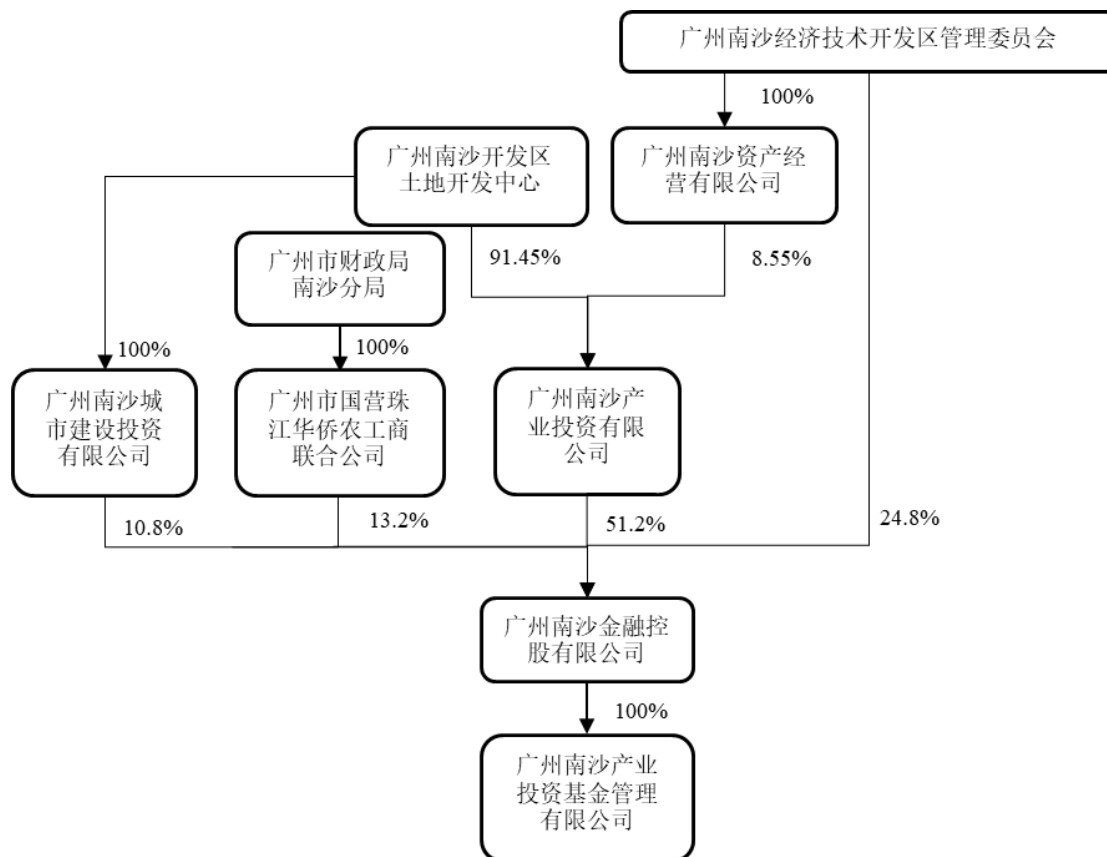 广州南沙经济技术开发区管理委员会
100%
广州南沙开发区
土地开发中心
广州南沙资产经
营有限公司
91.45%
8.55%
广州市财政局
南沙分局
100%
100%
广州南沙城
市建设投资
有限公司
广州市国营珠
江华侨农工商
联合公司
广州南沙产
业投资有限
公司
10.8%
13.2%
51.2%
24.8%
广州南沙金融控
股有限公司
100%
广州南沙产业
投资基金管理
有限公司